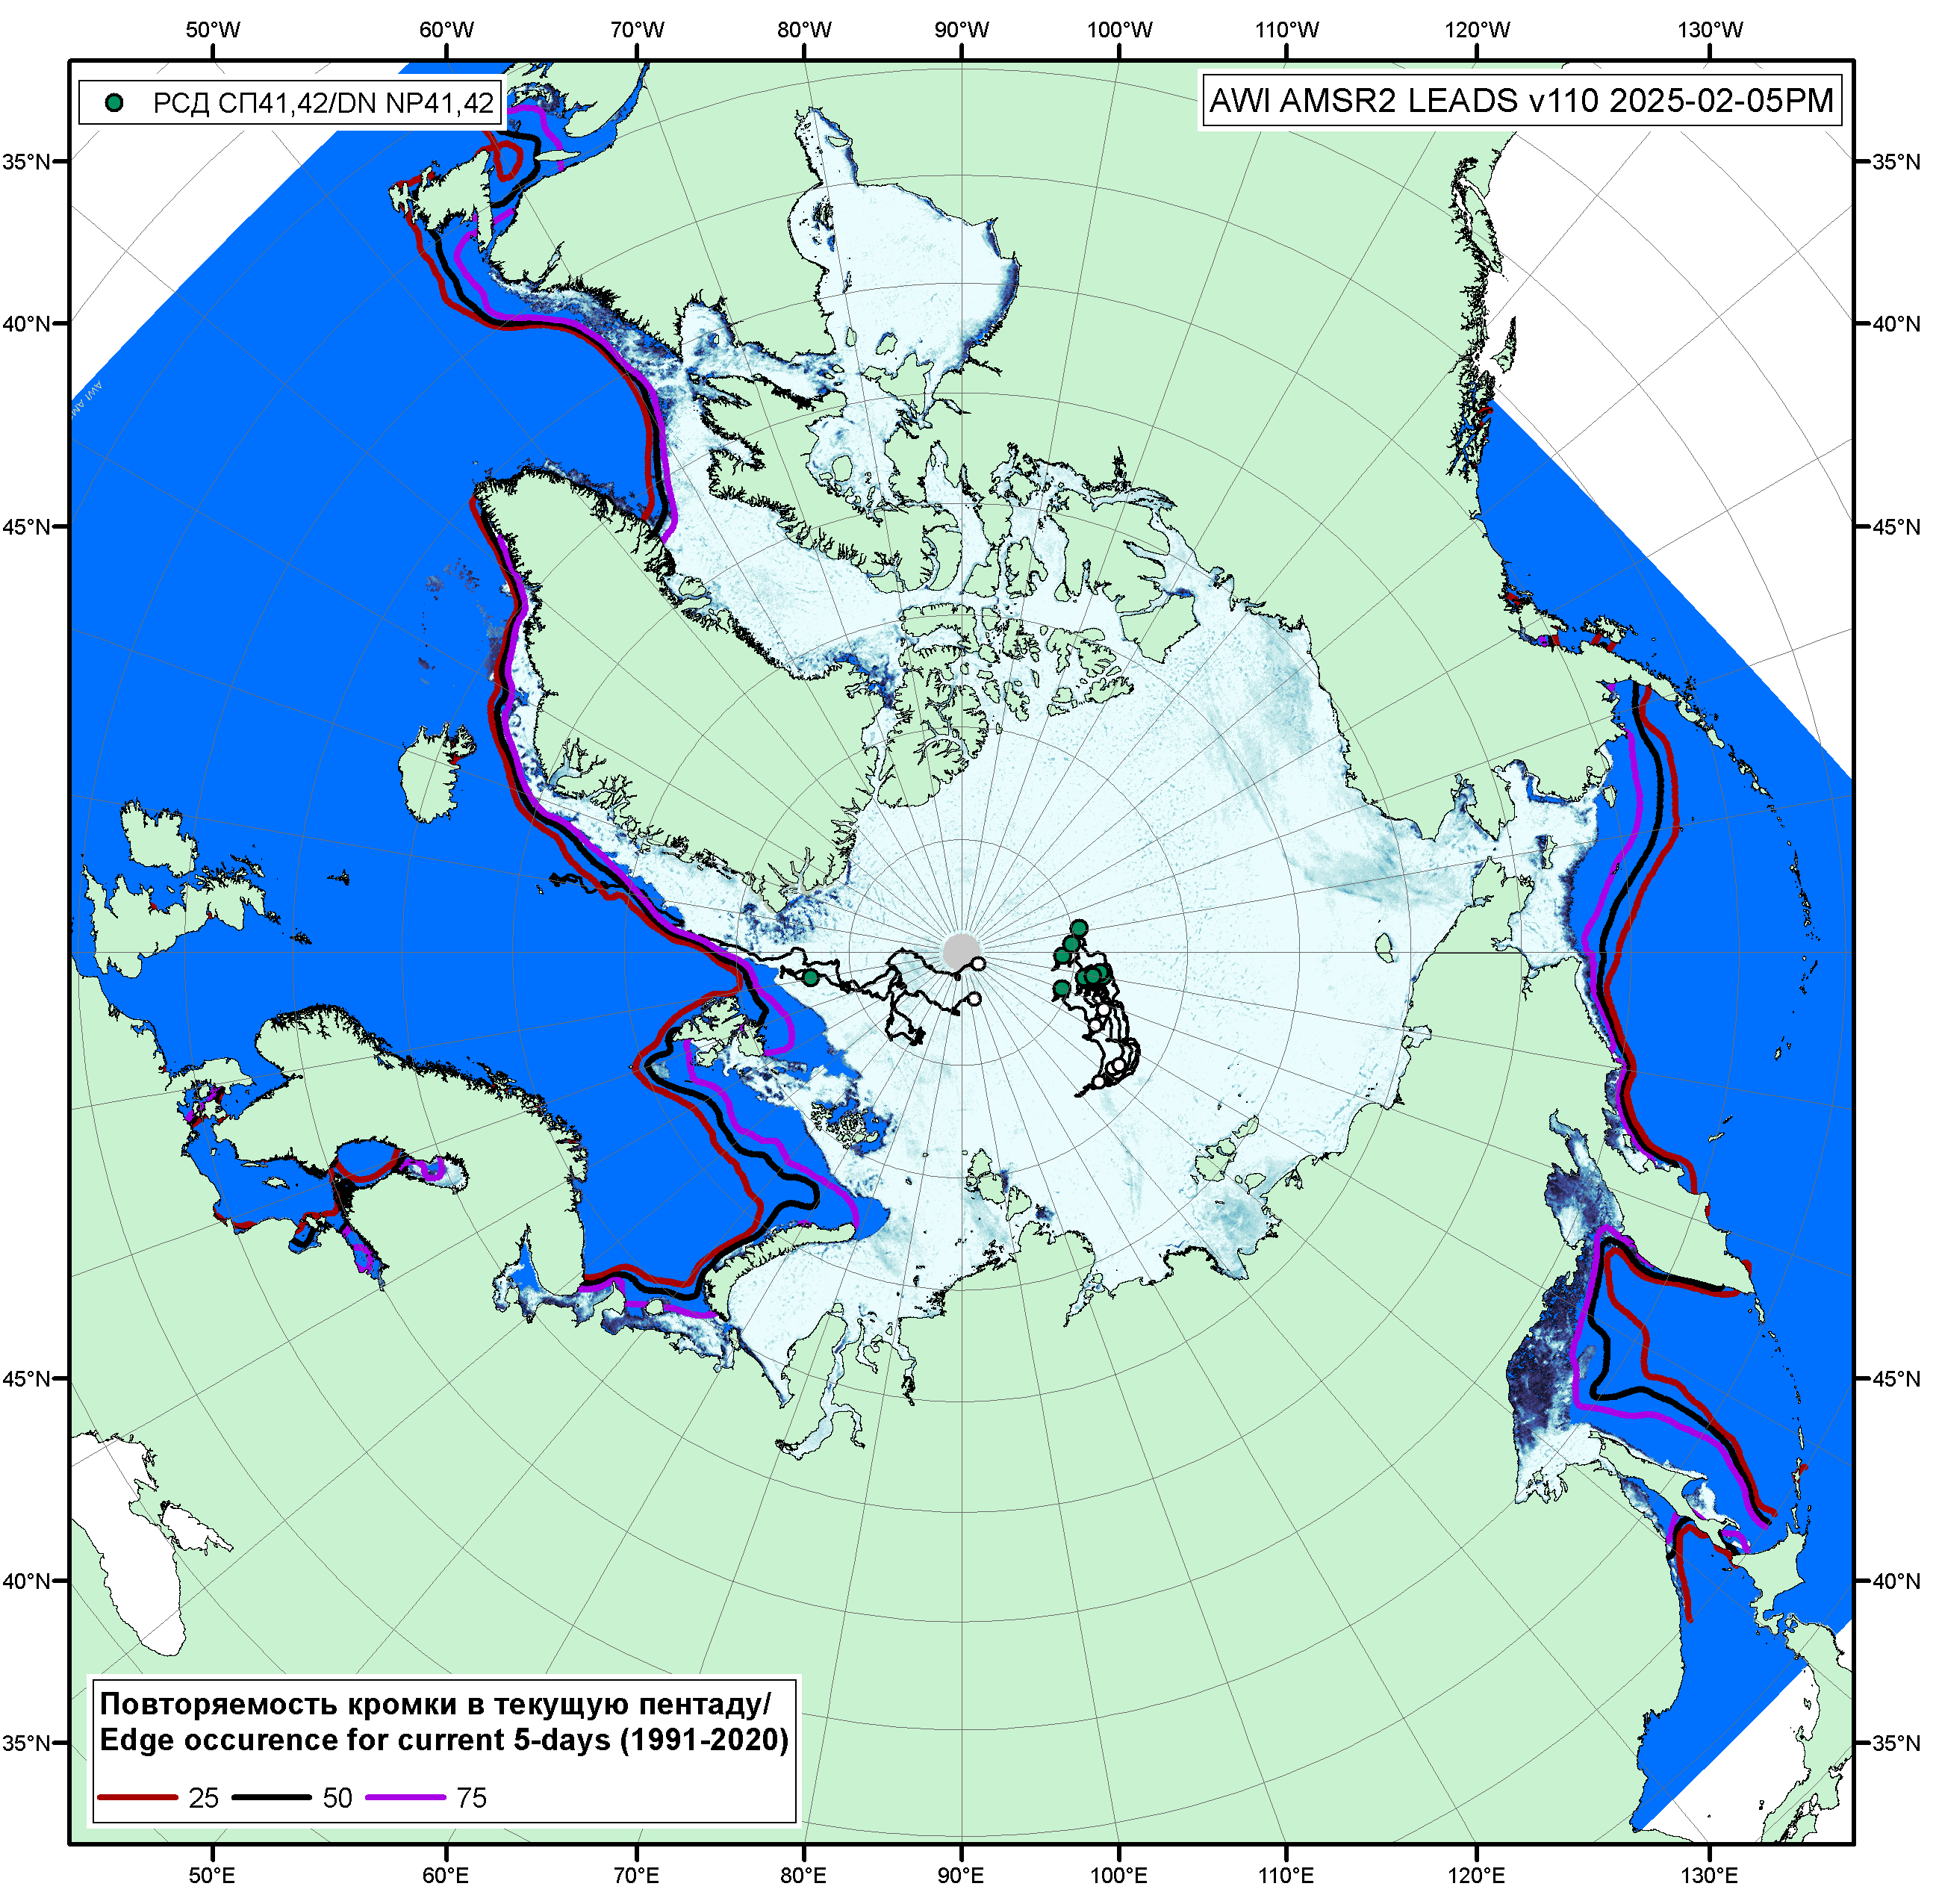 50°W 60°W 70°W 80°W 90°W 100°W 110°W 120°W 130°W
РСД СП41,42/DN NP41,42
AWI AMSR2 LEADS v110 2025-02-05PM
35°N 35°N
40°N 40°N
AWI AM
45°N 45°N
45°N 45°N
40°N 40°N
35°N 35°N
Повторяемость кромки в текущую пентаду/
Edge occurence for current 5-days (1991-2020)
25 50 75
50°E 60°E 70°E 80°E 90°E 100°E 110°E 120°E 130°E